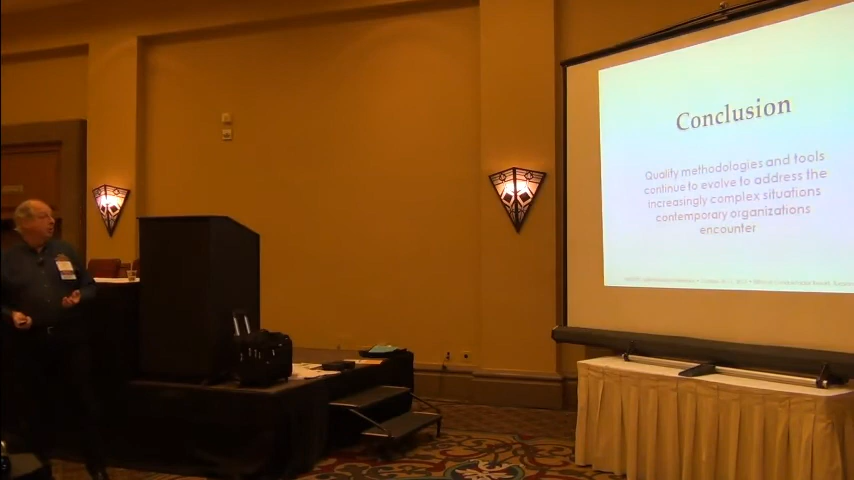 Conclusion
Quality methodologies and tools
continue to evolve to address the
increasingly complex situations
contemporary organizations
encounter